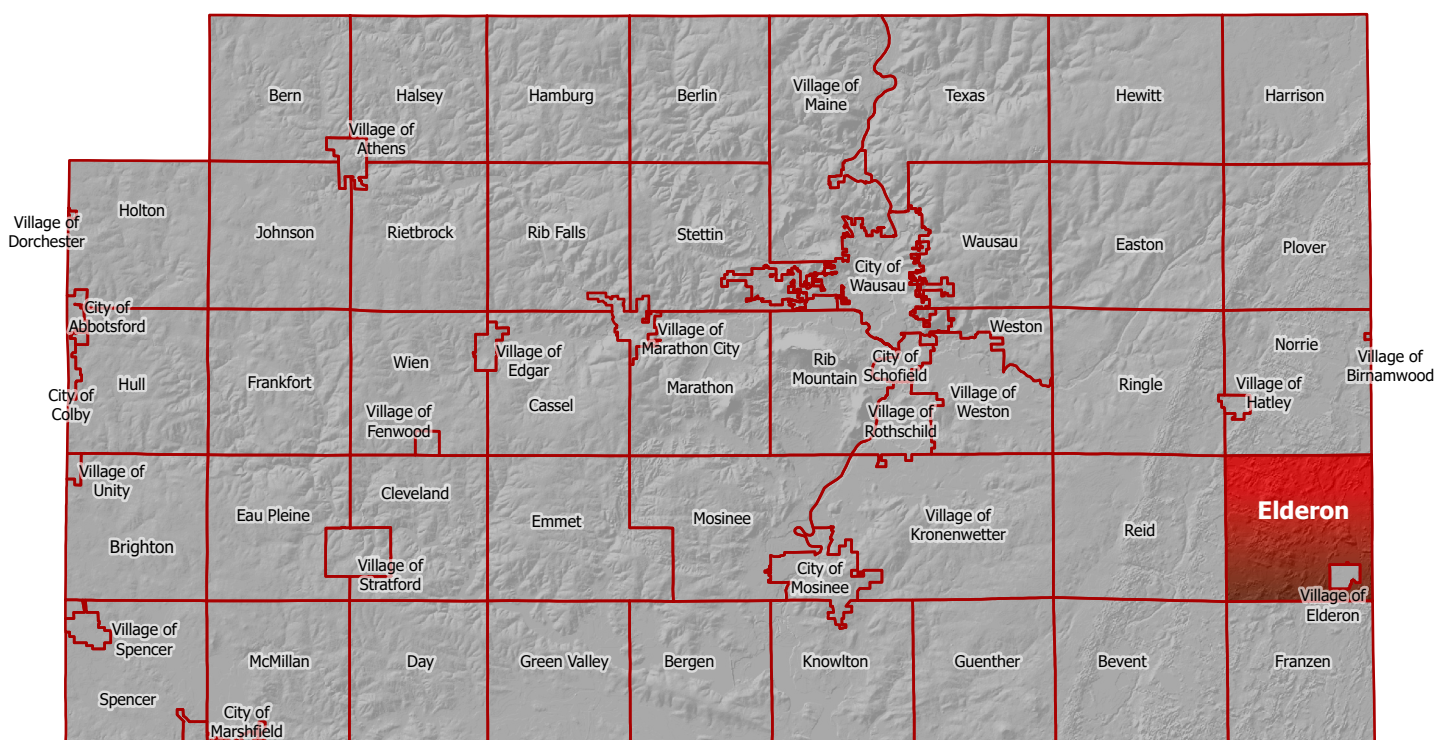 Bern
Halsey
Hamburg
Berlin
Village of
Maine
Texas
Hewitt
Harrison
Village of
Athens
Village of
Dorchester
Holton
Johnson
Rietbrock
Rib Falls
Stettin
City of
Wausau
Wausau
Easton
Plover
City of
Abbotsford
City of
Colby
Hull
Frankfort
Wien
Village of
Edgar
Village of
Fenwood
Cassel
Village of
Marathon City
Marathon
Rib
Mountain
City of
Schofield
Weston
Village of
Weston
Village of
Rothschild
Ringle
Norrie
Village of
Hatley
Village of
Birnamwood
Village of
Unity
Brighton
Eau Pleine
Cleveland
Village of
Stratford
Emmet
Mosinee
City of
Mosinee
Village of
Kronenwetter
Reid
Elderon
Village of
Elderon
Village of
Spencer
Spencer
McMillan
City of
Marshfield
Day
Green Valley
Bergen
Knowlton
Guenther
Bevent
Franzen